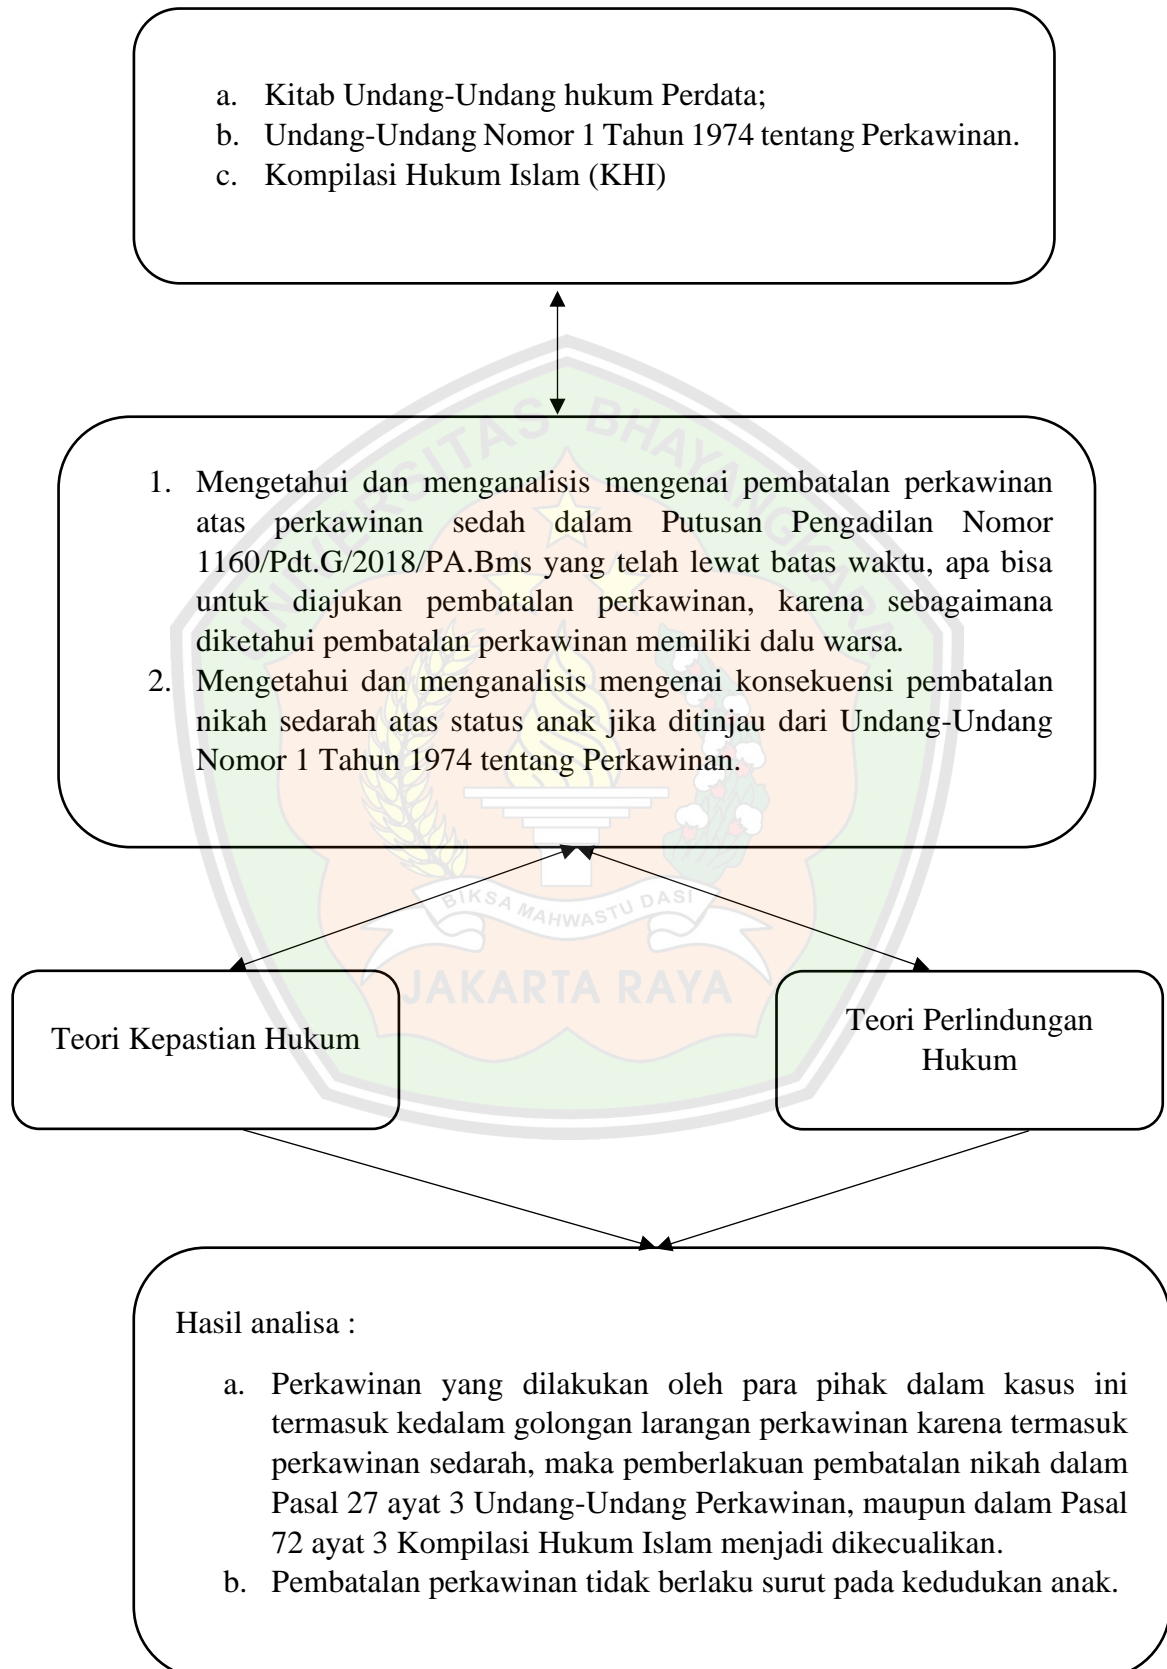 a. Kitab Undang-Undang hukum Perdata;
b. Undang-Undang Nomor 1 Tahun 1974 tentang Perkawinan.
c. Kompilasi Hukum Islam (KHI)
UNIVERSITAS BHAYANGKARA
1. Mengetahui dan menganalisis mengenai pembatalan perkawinan
atas perkawinan sedah dalam Putusan Pengadilan Nomor
1160/Pdt.G/2018/PA.Bms yang telah lewat batas waktu, apa bisa
untuk diajukan pembatalan perkawinan, karena sebagaimana
diketahui pembatalan perkawinan memiliki dalu warsa.
2. Mengetahui dan menganalisis mengenai konsekuensi pembatalan
nikah sedarah atas status anak jika ditinjau dari Undang-Undang
Nomor 1 Tahun 1974 tentang Perkawinan.
BIKSA MAHWASTU DASI
JAKARTA RAYA
Teori Kepastian Hukum
Teori Perlindungan
Hukum
Hasil analisa :
a. Perkawinan yang dilakukan oleh para pihak dalam kasus ini
termasuk kedalam golongan larangan perkawinan karena termasuk
perkawinan sedarah, maka pemberlakuan pembatalan nikah dalam
Pasal 27 ayat 3 Undang-Undang Perkawinan, maupun dalam Pasal
72 ayat 3 Kompilasi Hukum Islam menjadi dikecualikan.
b. Pembatalan perkawinan tidak berlaku surut pada kedudukan anak.